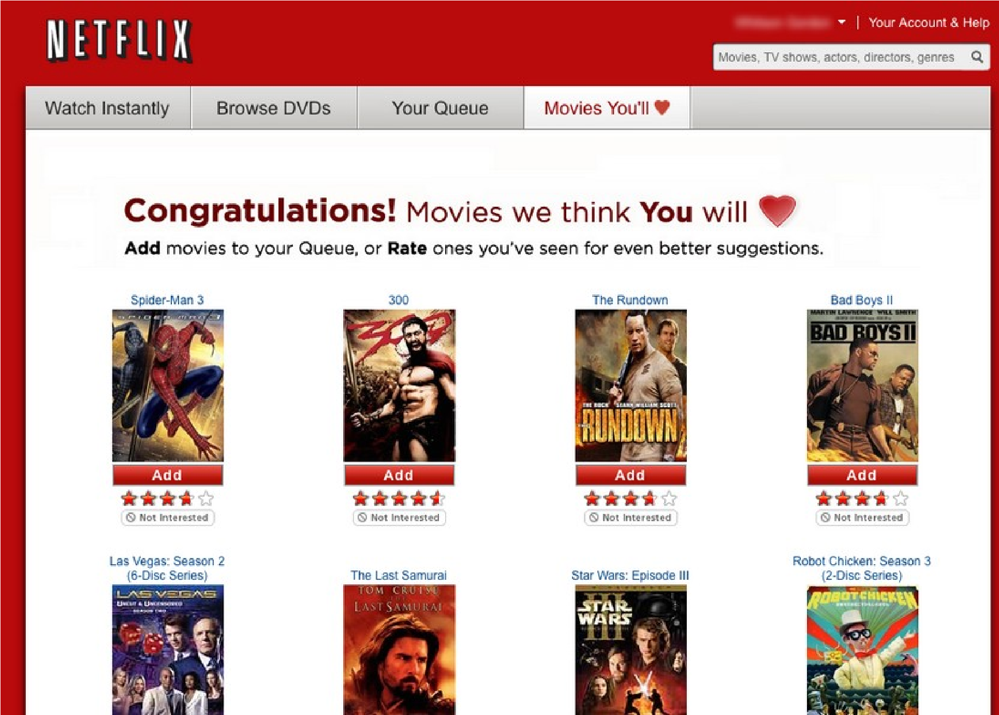 NETFLIX
Your Account & Help
Movies, TV shows, actors, directors, genres
Watch Instantly
Browse DVDs
Your Queue
Movies You'll
Congratulations! Movies we think You will
Add movies to your Queue, or Rate ones you've seen for even better suggestions.
Spider-Man 3
300
The Rundown
Bad Boys II
SPIDER-MAN 3
300
THE ROCK SEANN WILLIAM SCOTT
RUNDOWN
MARTIN LAWRENCE WILL SMITH
BAD BOYS II
Add
Add
Add
Add
Not Interested
Not Interested
Not Interested
Not Interested
Las Vegas: Season 2
(6-Disc Series)
The Last Samurai
Star Wars: Episode III
Robot Chicken: Season 3
(2-Disc Series)
LAS VEGAS
UNCUT & UNCENSORED
SEASON TWO
TOM CRUISE
LAST SAMURAI
STAR
WARS
III
ROBOT CHICKEN